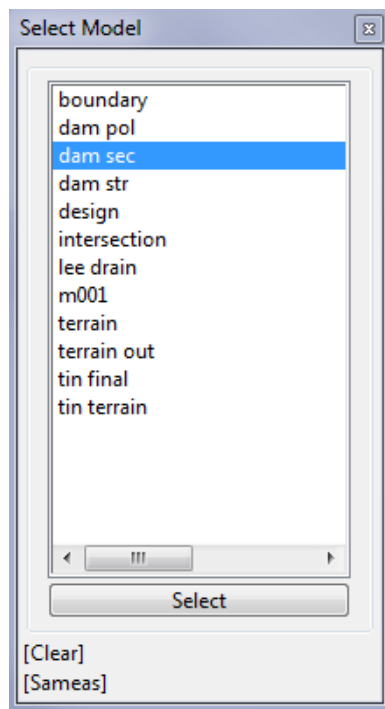 Select Model
boundary
dam pol
dam sec
dam str
design
intersection
lee drain
m001
terrain
terrain out
tin final
tin terrain
Select
[Clear]
[Sameas]